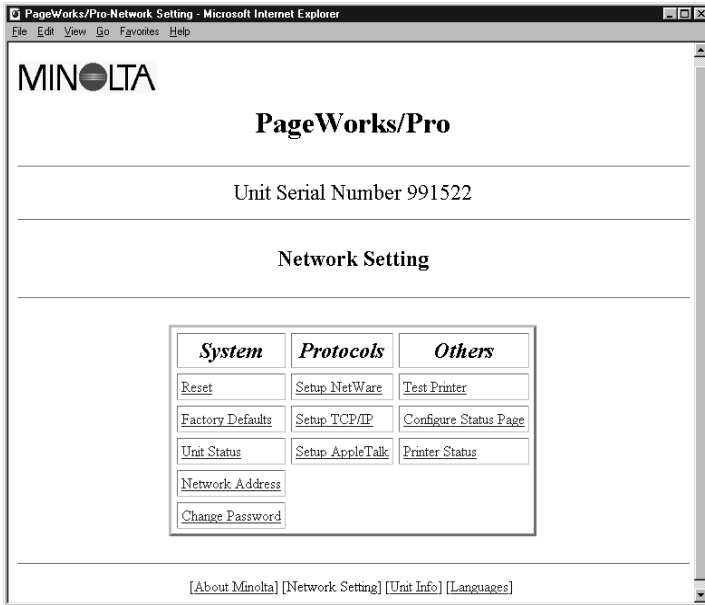 PageWorks/Pro-Network Setting - Microsoft Internet Explorer
File Edit View Go Favorites Help
MINOLTA
PageWorks/Pro
Unit Serial Number 991522
Network Setting
System Protocols Others
Reset Setup NetWare Test Printer
Factory Defaults Setup TCP/IP Configure Status Page
Unit Status Setup AppleTalk Printer Status
Network Address
Change Password
[About Minolta] [Network Setting] [Unit Info] [Languages]